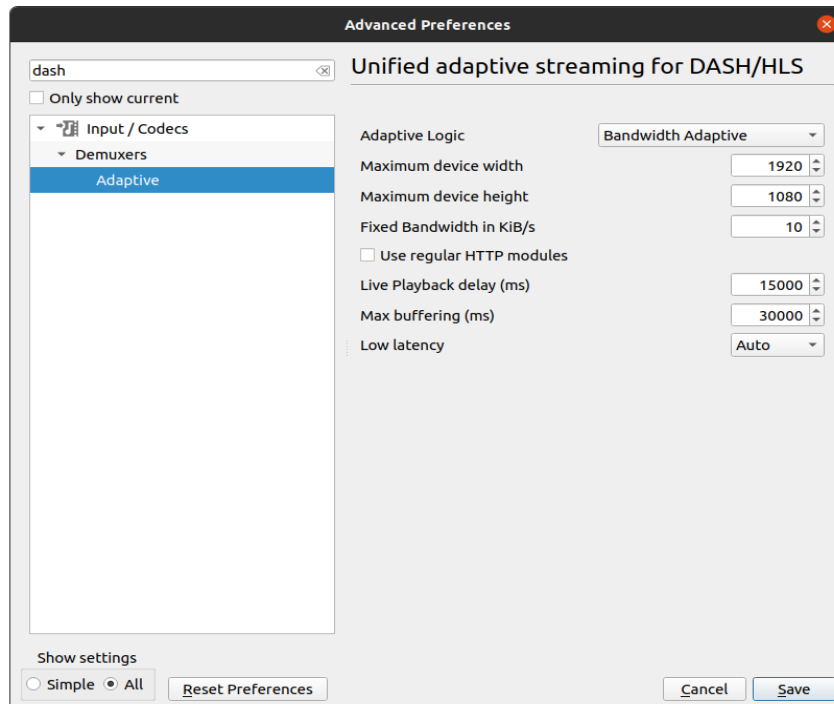 Advanced Preferences
dash
Only show current
Input / Codecs
Demuxers
Adaptive
Unified adaptive streaming for DASH/HLS
Adaptive Logic Bandwidth Adaptive
Maximum device width 1920
Maximum device height 1080
Fixed Bandwidth in KiB/s 10
Use regular HTTP modules
Live Playback delay (ms) 15000
Max buffering (ms) 30000
Low latency Auto
Show settings
Simple All Reset Preferences Cancel Save